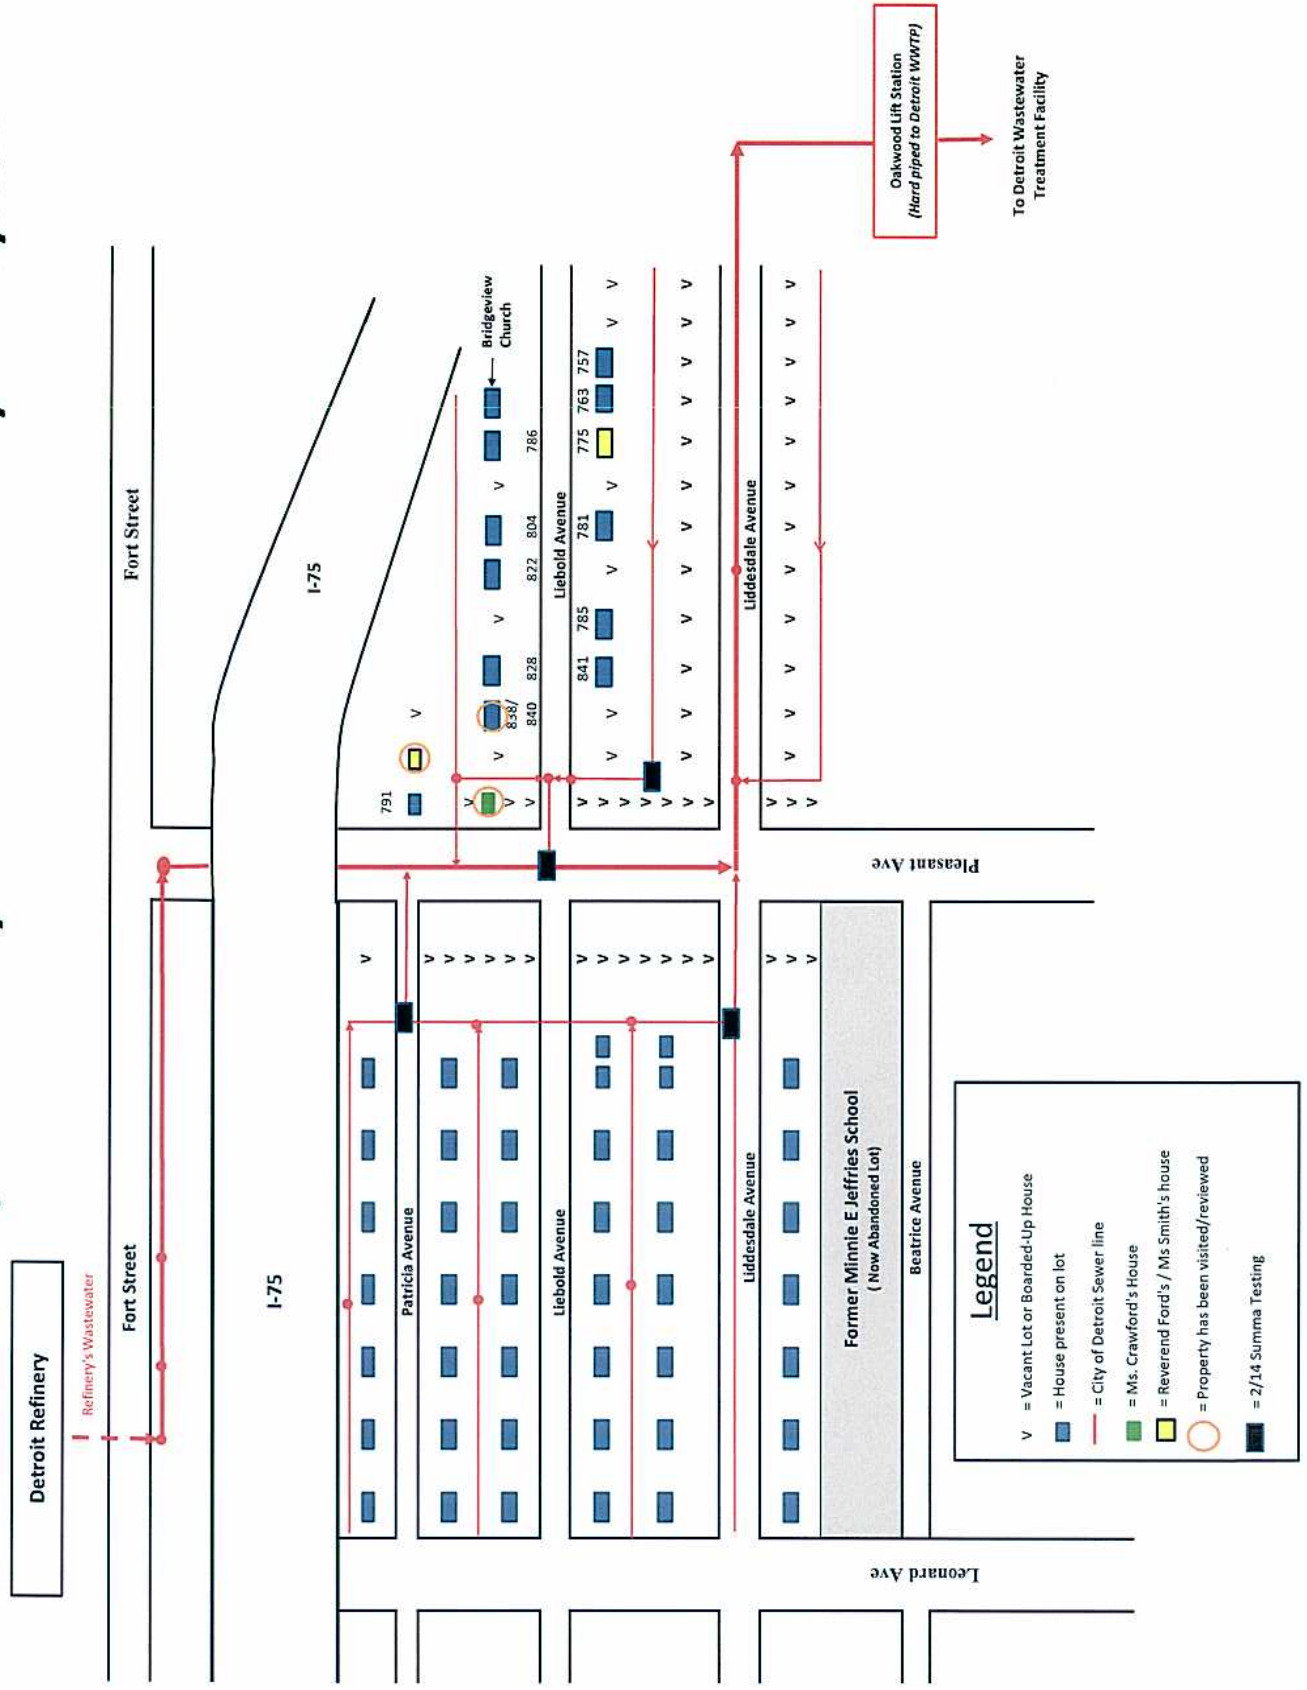 Detroit Refinery
Refinery's Wastewater
Fort Street
Fort Street
I-75
I-75
V
791
V
Patricia Avenue
V V V V V V
V V V
V V V
Bridgeview
Church
838/
840
828
822
804
786
Liebold Avenue
Liebold Avenue
841
785
781
775
763
757
V V V V V V
V V V V V V V
V V V V V V V
V V V V V V V V V V V V
Liddesdale Avenue
Liddesdale Avenue
V V V
V V V
V V V V V V V V V V V V
Former Minnie E Jeffries School
( Now Abandoned Lot)
Beatrice Avenue
Leonard Ave
Pleasant Ave
Oakwood Lift Station
(Hard piped to Detroit WWTP)
To Detroit Wastewater
Treatment Facility
Legend
V = Vacant Lot or Boarded-Up House
= House present on lot
= City of Detroit Sewer line
= Ms. Crawford's House
= Reverend Ford's / Ms Smith's house
= Property has been visited/reviewed
= 2/14 Summa Testing